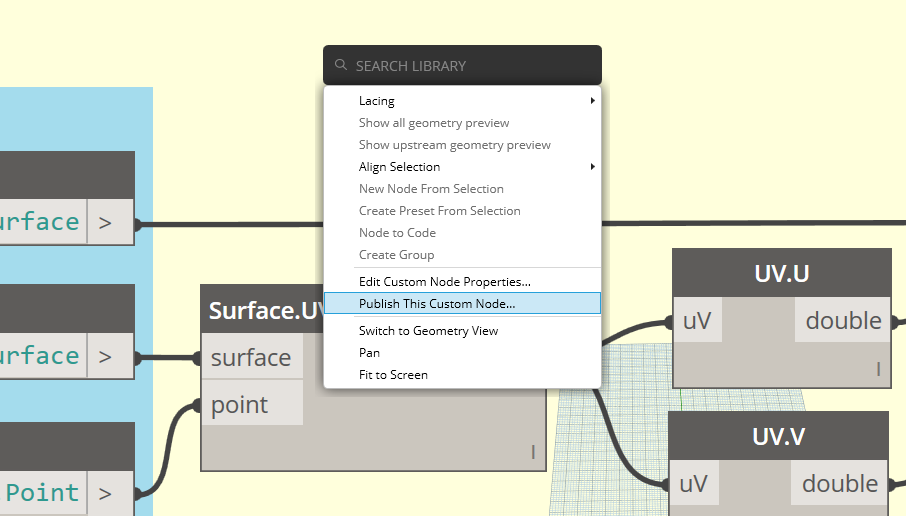 SEARCH LIBRARY
Lacing
Show all geometry preview
Show upstream geometry preview
Align Selection
New Node From Selection
Create Preset From Selection
Node to Code
Create Group
Edit Custom Node Properties...
Publish This Custom Node...
Switch to Geometry View
Pan
Fit to Screen
urface >
urface >
Point >
Surface.UV
surface
point
l
UV.U
uV double
l
UV.V
uV double